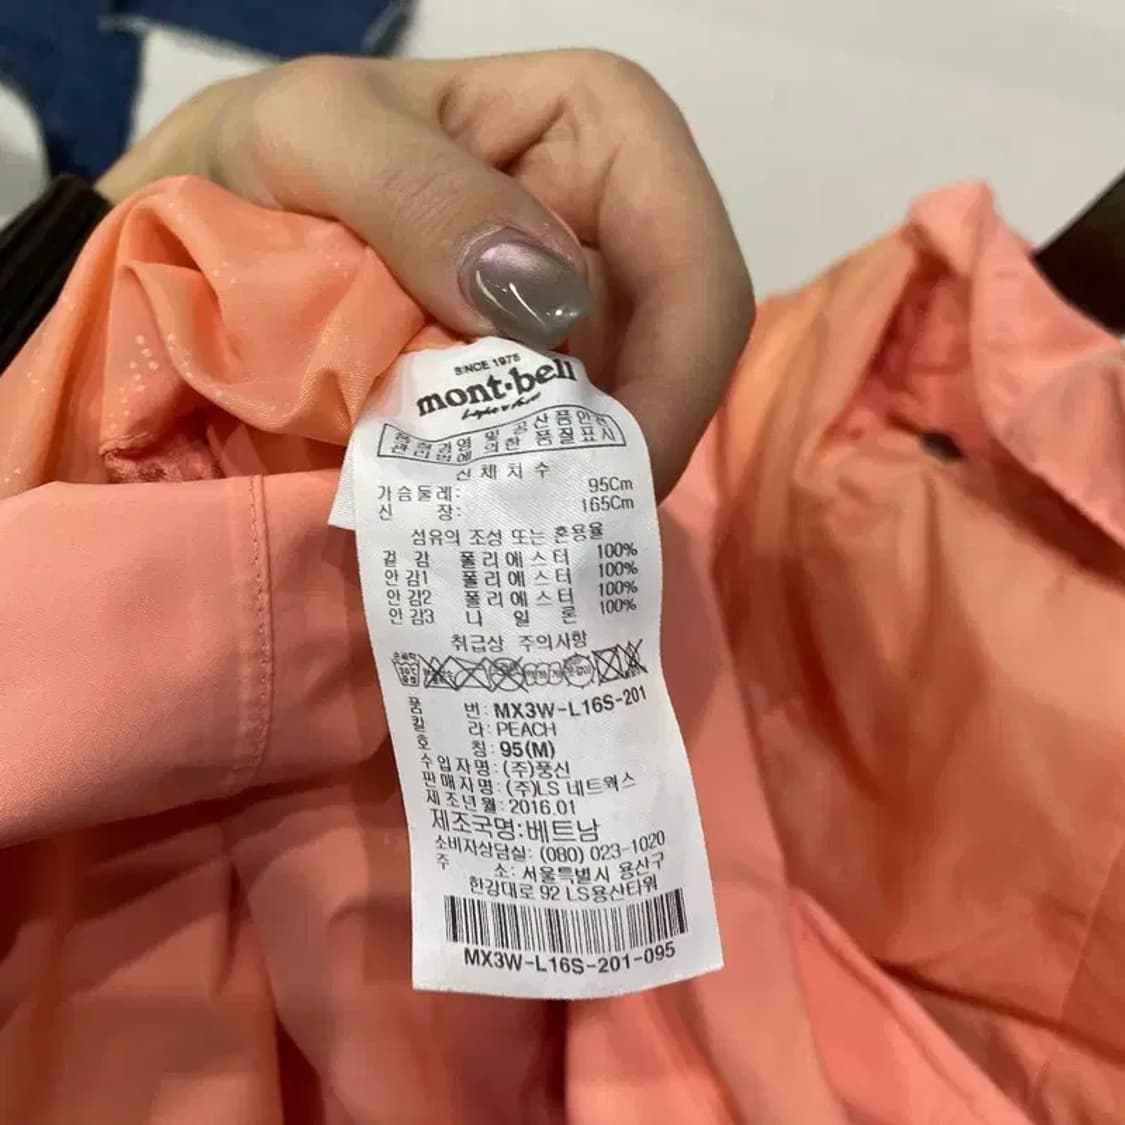 SINCE 1975
mont·bell
품질경영 및 공산품안전
관리법에 의한 품질표시
신체치수
가슴둘레: 95Cm
신 장: 165Cm
섬유의 조성 또는 혼용율
겉 감 폴리에스터 100%
안감1 폴리에스터 100%
안감2 폴리에스터 100%
안감3 나 일 론 100%
취급상 주의사항
손세탁
품 번: MX3W-L16S-201
칼 라: PEACH
호 칭: 95(M)
수입자명: (주)풍신
판매자명: (주)LS 네트웍스
제조년월: 2016.01
제조국명:베트남
소비자상담실: (080) 023-1020
주 소: 서울특별시 용산구
한강대로 92 LS용산타워
MX3W-L16S-201-095